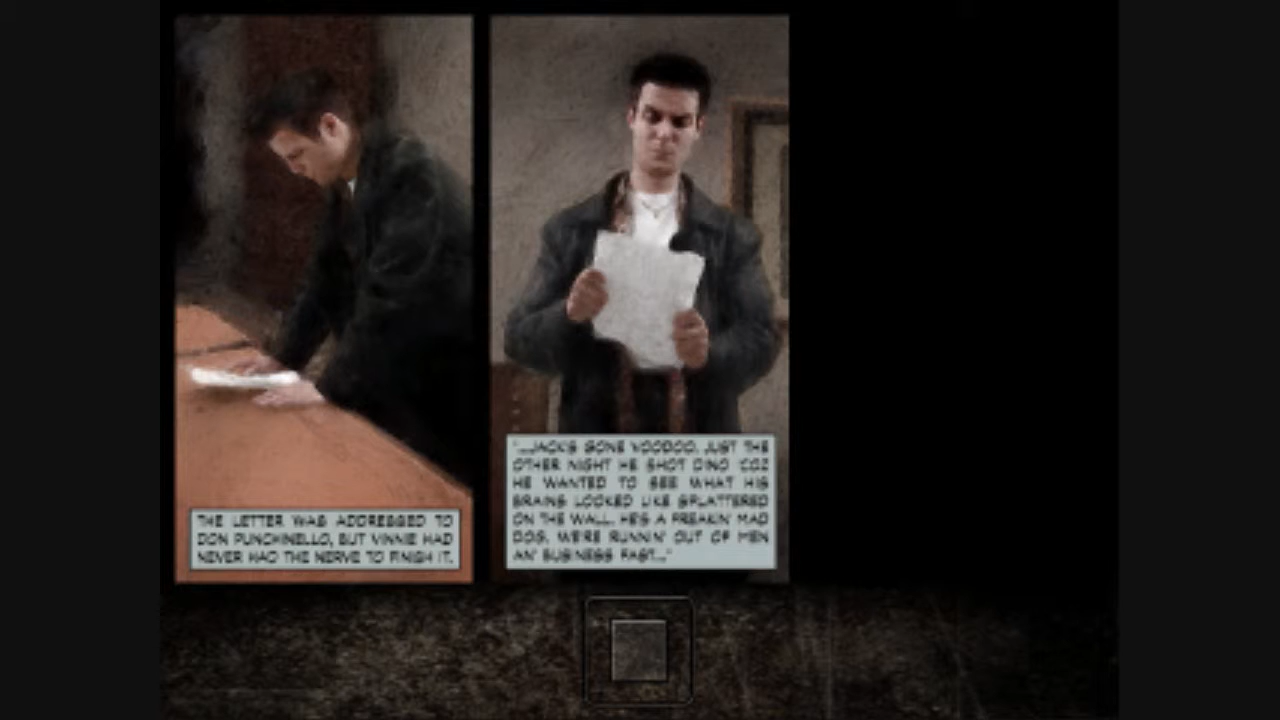 THE LETTER WAS ADDRESSED TO
DON PUNCHINELLO, BUT VINNIE HAD
NEVER HAD THE NERVE TO FINISH IT.
"...JACK'S GONE VOODOO. JUST THE
OTHER NIGHT HE SHOT DINO 'COZ
HE WANTED TO SEE WHAT HIS
BRAINS LOOKED LIKE SPLATTERED
ON THE WALL. HE'S A FREAKIN' MAD
DOG. WE'RE RUNNIN' OUT OF MEN
AN' BUSINESS FAST..."